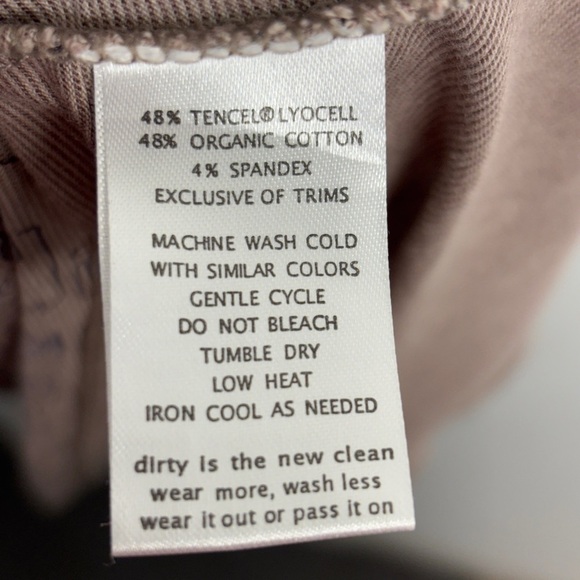 48% TENCEL® LYOCELL
48% ORGANIC COTTON
4% SPANDEX
EXCLUSIVE OF TRIMS
MACHINE WASH COLD
WITH SIMILAR COLORS
GENTLE CYCLE
DO NOT BLEACH
TUMBLE DRY
LOW HEAT
IRON COOL AS NEEDED
dirty is the new clean
wear more, wash less
wear it out or pass it on